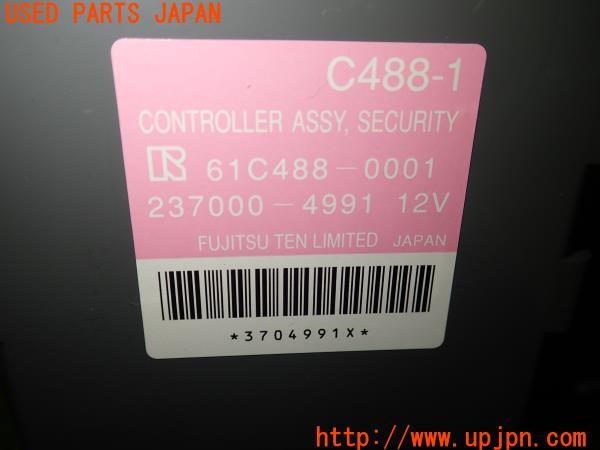 USED PARTS JAPAN
C488-1
CONTROLLER ASSY, SECURITY
R 61C488-0001
237000-4991 12V
FUJITSU TEN LIMITED JAPAN
*3704991X*
UPJ
http://www.upjpn.com/